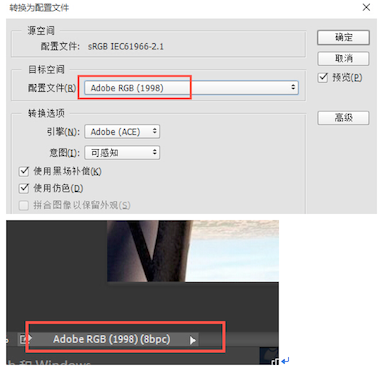 转换为配置文件
源空间
配置文件: sRGB IEC61966-2.1
目标空间
配置文件(R) Adobe RGB (1998)
转换选项
引擎(N): Adobe (ACE)
意图(I): 可感知
使用黑场补偿(K)
使用仿色(D)
拼合图像以保留外观(S)
确定
取消
预览(P)
高级
Adobe RGB (1998) (8bpc)
和 Windows